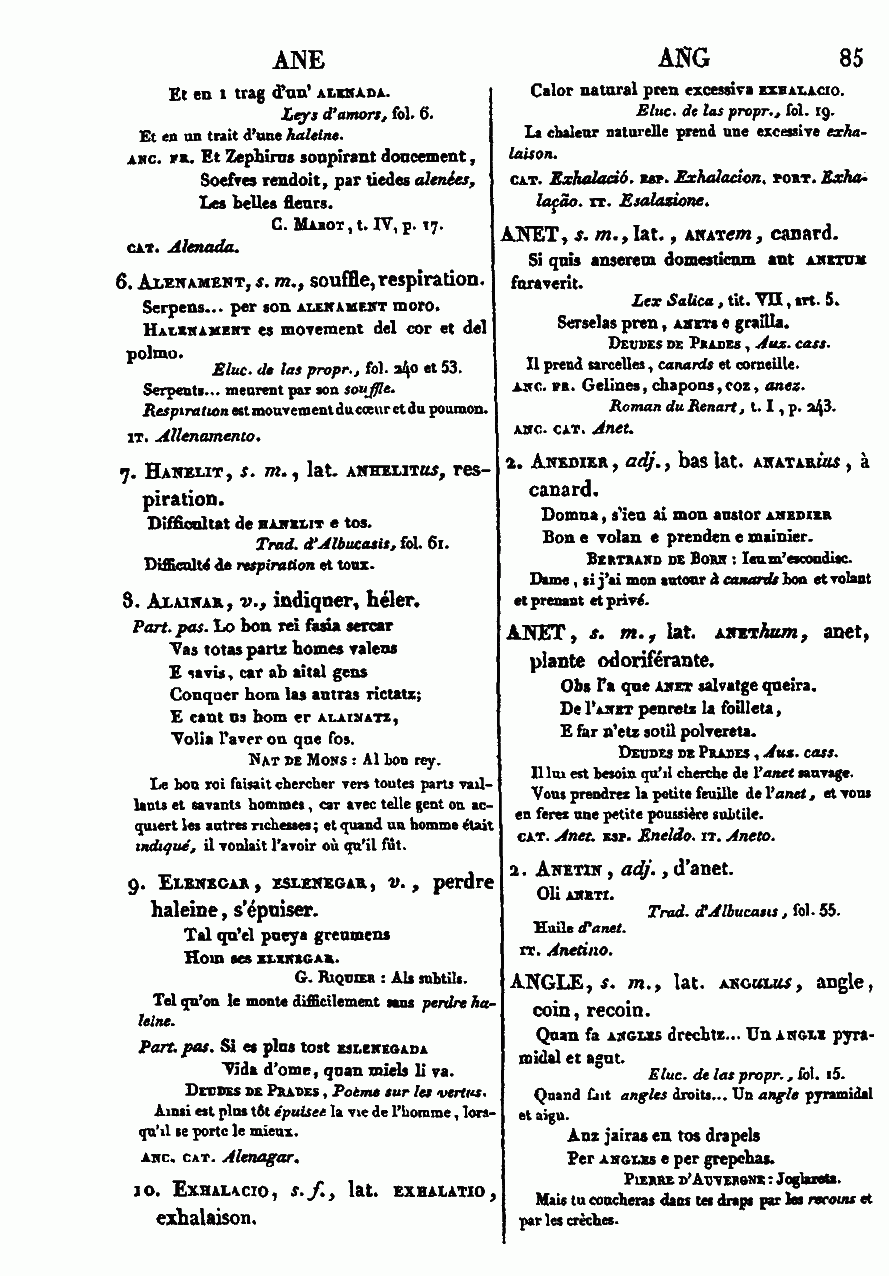 ANE
ANG
85
Et en 1 trag d'un' ALENADA.
Leys d'amors, fol. 6.
Et en un trait d'une haleine.
ANC. FR. Et Zephirus soupirant doucement,
Soefves rendoit, par tiedes alenées,
Les belles fleurs.
C. MAROT, t. IV, p. 17.
CAT. Alenada.
6. ALENAMENT, s. m., souffle, respiration.
Serpens... per son ALENAMENT moro.
HALENAMENT es movement del cor et del
polmo.
Eluc. de las propr., fol. 240 et 53.
Serpents... meurent par son souffle.
Respiration est mouvement du cœur et du poumon.
IT. Allenamento.
7. HANELIT, s. m., lat. ANHELITUS, res-
piration.
Difficultat de HANELIT e tos.
Trad. d'Albucasis, fol. 61.
Difficulté de respiration et toux.
8. ALAINAR, v., indiquer, héler.
Part. pas. Lo bon rei fasia sercar
Vas totas partz homes valens
E savis, car ab aital gens
Conquer hom las autras rictatz;
E cant us hom er ALAINATZ,
Volia l'aver on que fos.
NAT DE MONS : Al bon rey.
Le bon roi faisait chercher vers toutes parts vail-
lants et savants hommes, car avec telle gent on ac-
quiert les autres richesses; et quand un homme était
indiqué, il voulait l'avoir où qu'il fût.
9. ELENEGAR, ESLENEGAR, v., perdre
haleine, s'épuiser.
Tal qu'el pueya greumens
Hom ses ELENEGAR.
G. RIQUIER : Als subtils.
Tel qu'on le monte difficilement sans perdre ha-
leine.
Part. pas. Si es plus tost ESLENEGADA
Vida d'ome, quan miels li va.
DEUDES DE PRADES, Poème sur les vertus.
Ainsi est plus tôt épuisee la vie de l'homme, lors-
qu'il se porte le mieux.
ANC. CAT. Alenagar.
10. EXHALACIO, s. f., lat. EXHALATIO,
exhalaison.
Calor natural pren excessiva EXHALACIO.
Eluc. de las propr., fol. 19.
La chaleur naturelle prend une excessive exha-
laison.
CAT. Exhalació. ESP. Exhalacion. PORT. Exha-
lação. IT. Esalazione.
ANET, s. m., lat., ANATem, canard.
Si quis anserem domesticum aut ANETUM
furaverit.
Lex Salica, tit. VII, art. 5.
Serselas pren, ANETS e graïlla.
DEUDES DE PRADES, Aux. cass.
Il prend sarcelles, canards et corneille.
ANC. FR. Gelines, chapons, coz, anez.
Roman du Renart, t. I, p. 243.
ANC. CAT. Anet.
2. ANEDIER, adj., bas lat. ANATARius, à
canard.
Domna, s'ieu ai mon austor ANEDIER
Bon e volan e prenden e mainier.
BERTRAND DE BORN : Ieu m'escondisc.
Dame, si j'ai mon autour à canards bon et volant
et prenant et privé.
ANET, s. m., lat. ANEThum, anet,
plante odoriférante.
Obs l'a que ANET salvatge queira.
De l'ANET penretz la foilleta,
E far n'etz sotil polvereta.
DEUDES DE PRADES, Aux. cass.
Il lui est besoin qu'il cherche de l'anet sauvage.
Vous prendrez la petite feuille de l'anet, et vous
en ferez une petite poussière subtile.
CAT. Anet. ESP. Eneldo. IT. Aneto.
2. ANETIN, adj., d'anet.
Oli ANETI.
Trad. d'Albucasis, fol. 55.
Huile d'anet.
IT. Anetino.
ANGLE, s. m., lat. ANGULUS, angle,
coin, recoin.
Quan fa ANGLES drechtz... Un ANGLE pyra-
midal et agut.
Eluc. de las propr., fol. 15.
Quand fait angles droits... Un angle pyramidal
et aigu.
Anz jairas en tos drapels
Per ANGLES e per grepchas.
PIERRE D'AUVERGNE : Joglarets.
Mais tu coucheras dans tes draps par les recoins et
par les crèches.